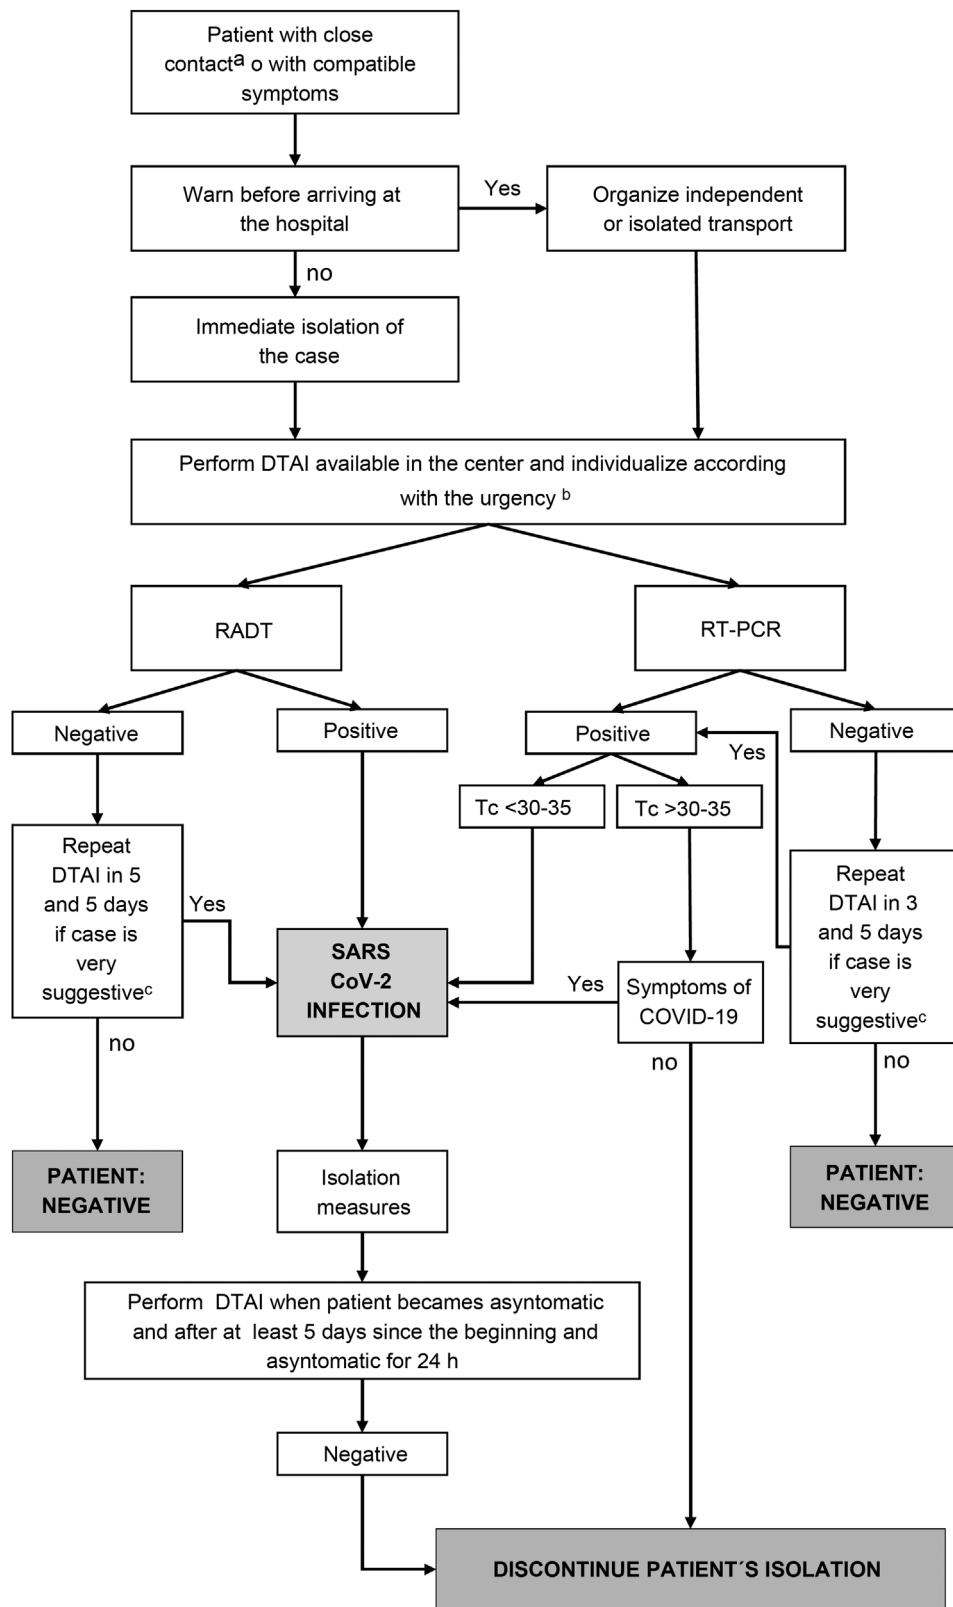 Patient with close
contactᵃ o with compatible
symptoms
Warn before arriving at
the hospital
Yes
Organize independent
or isolated transport
no
Immediate isolation of
the case
Perform DTAI available in the center and individualize according
with the urgency ᵇ
RADT
RT-PCR
Negative
Positive
Positive
Negative
Yes
Tc <30-35
Tc >30-35
Repeat
DTAI in 5
and 5 days
if case is
very
suggestiveᶜ
Yes
SARS
CoV-2
INFECTION
Yes
Symptoms of
COVID-19
Repeat
DTAI in 3
and 5 days
if case is
very
suggestiveᶜ
no
no
no
PATIENT:
NEGATIVE
Isolation
measures
PATIENT:
NEGATIVE
Perform DTAI when patient becames asyntomatic
and after at least 5 days since the beginning and
asyntomatic for 24 h
Negative
DISCONTINUE PATIENT´S ISOLATION